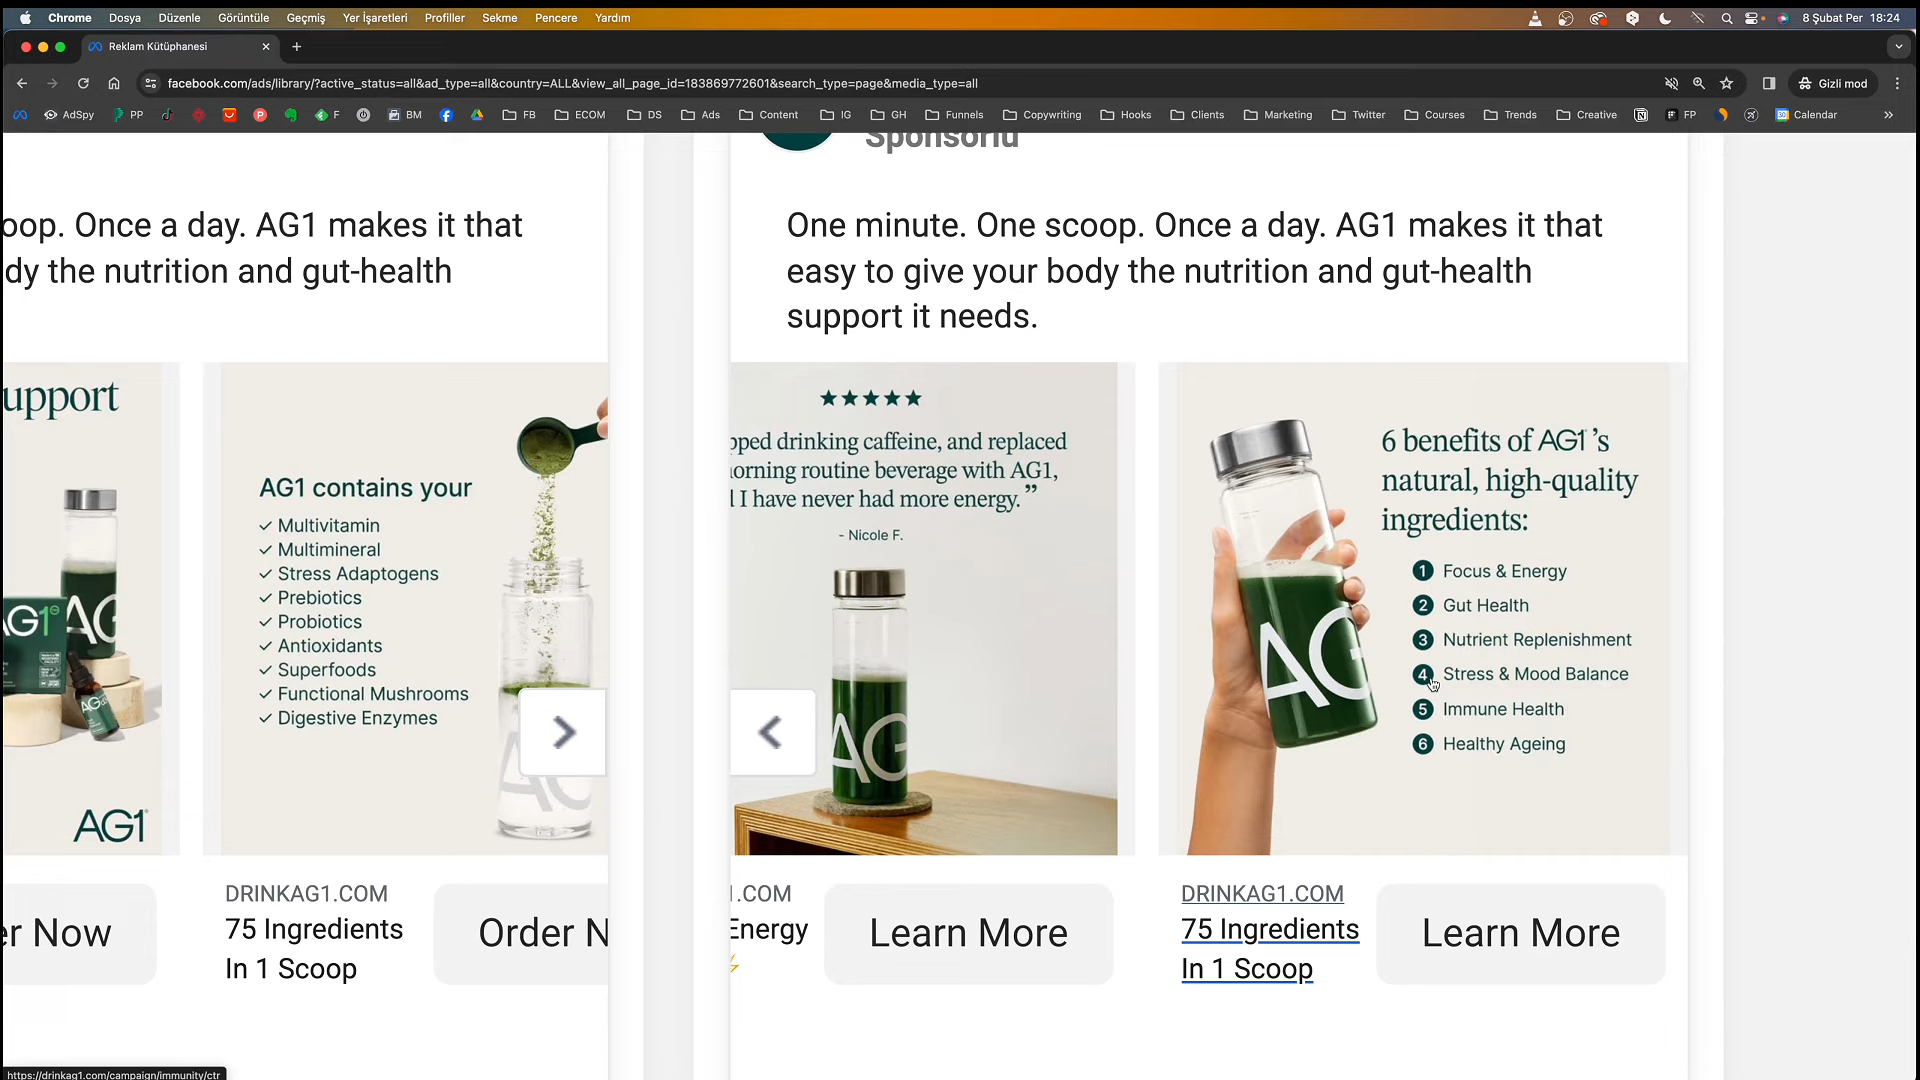 Chrome Dosya Düzenle Görüntüle Geçmiş Yer İşaretleri Profiller Sekme Pencere Yardım 8 Şubat Per 18:24
Reklam Kütüphanesi
facebook.com/ads/library/?active_status=all&ad_type=all&country=ALL&view_all_page_id=183869772601&search_type=page&media_type=all Gizli mod
AdSpy PP F BM FB ECOM DS Ads Content IG GH Funnels Copywriting Hooks Clients Marketing Twitter Courses Trends Creative FP Calendar
Sponsorlu
oop. Once a day. AG1 makes it that
dy the nutrition and gut-health
upport
AG1
AG1
AG1 contains your
Multivitamin
Multimineral
Stress Adaptogens
Prebiotics
Probiotics
Antioxidants
Superfoods
Functional Mushrooms
Digestive Enzymes
er Now
DRINKAG1.COM
75 Ingredients
In 1 Scoop
Order N
One minute. One scoop. Once a day. AG1 makes it that
easy to give your body the nutrition and gut-health
support it needs.
pped drinking caffeine, and replaced
orning routine beverage with AG1,
I have never had more energy.”
- Nicole F.
AG
.COM
Energy
Learn More
6 benefits of AG1's
natural, high-quality
ingredients:
1 Focus & Energy
2 Gut Health
3 Nutrient Replenishment
4 Stress & Mood Balance
5 Immune Health
6 Healthy Ageing
AG
DRINKAG1.COM
75 Ingredients
In 1 Scoop
Learn More
https://drinkag1.com/campaign/immunity/ctr